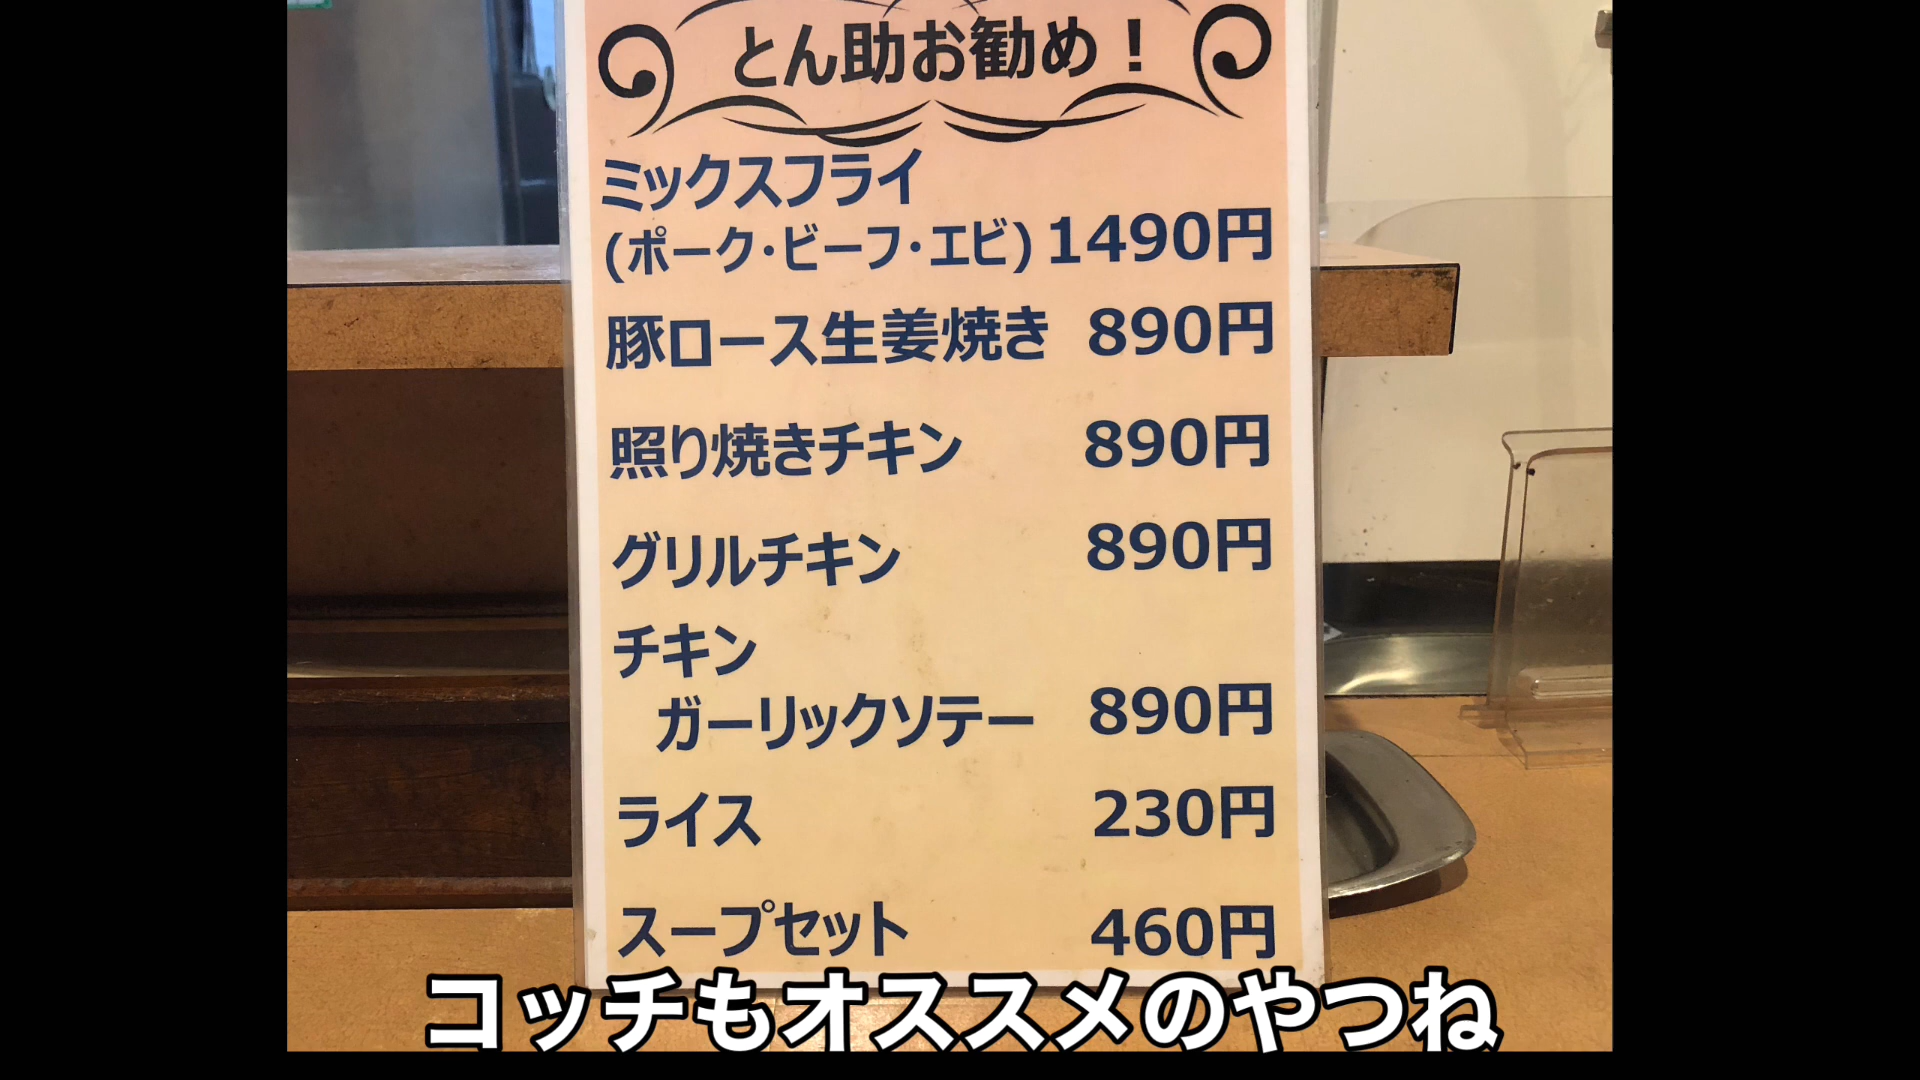 とん助お勧め！
ミックスフライ
(ポーク・ビーフ・エビ) 1490円
豚ロース生姜焼き 890円
照り焼きチキン 890円
グリルチキン 890円
チキン
ガーリックソテー 890円
ライス 230円
スープセット 460円
コッチもオススメのやつね